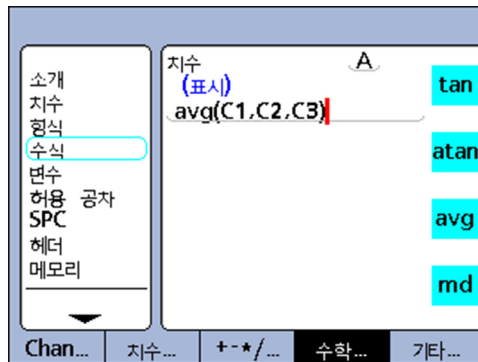 소개
치수
형식
수식
변수
허용 공차
SPC
헤더
메모리
치수
A
(표시)
avg(C1,C2,C3)
tan
atan
avg
md
Chan...
치수...
+-*/...
수학...
기타...